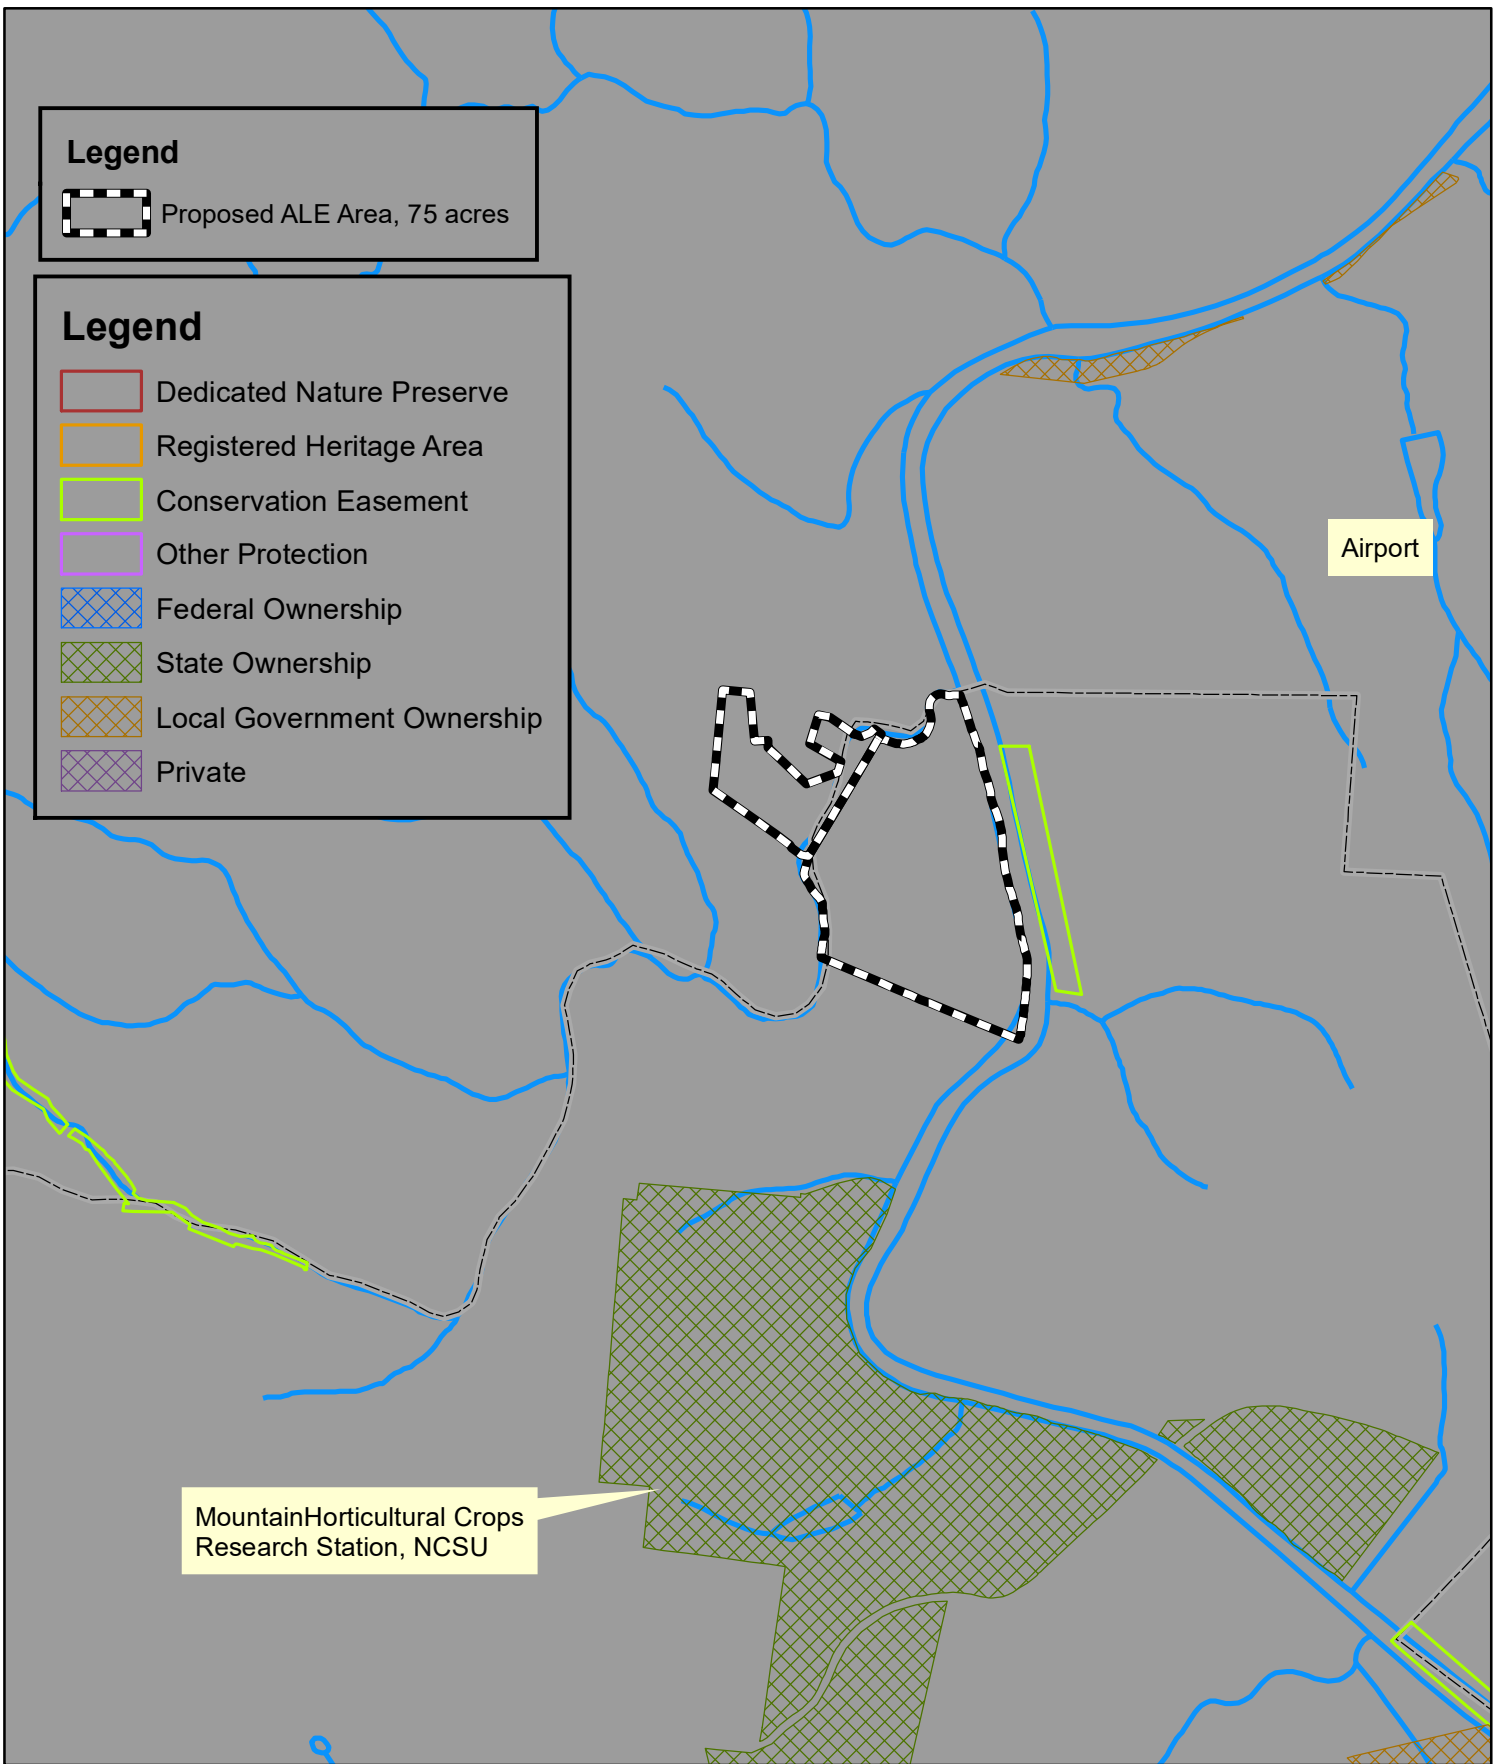 Legend
Proposed ALE Area, 75 acres
Legend
Dedicated Nature Preserve
Registered Heritage Area
Conservation Easement
Other Protection
Federal Ownership
State Ownership
Local Government Ownership
Private
Airport
MountainHorticultural Crops
Research Station, NCSU